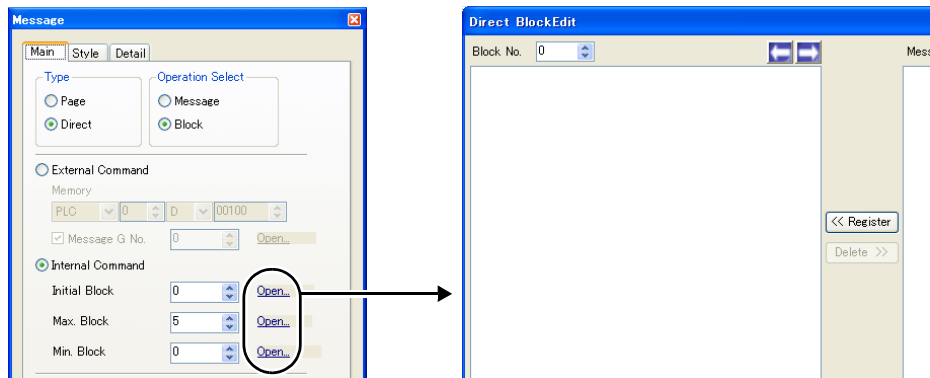 Message
Main Style Detail
Type
Page
Direct
Operation Select
Message
Block
External Command
Memory
PLC 0 D 00100
Message G No. 0 Open...
Internal Command
Initial Block 0 Open...
Max. Block 5 Open...
Min. Block 0 Open...
Direct BlockEdit
Block No. 0
<< Register
Delete >>